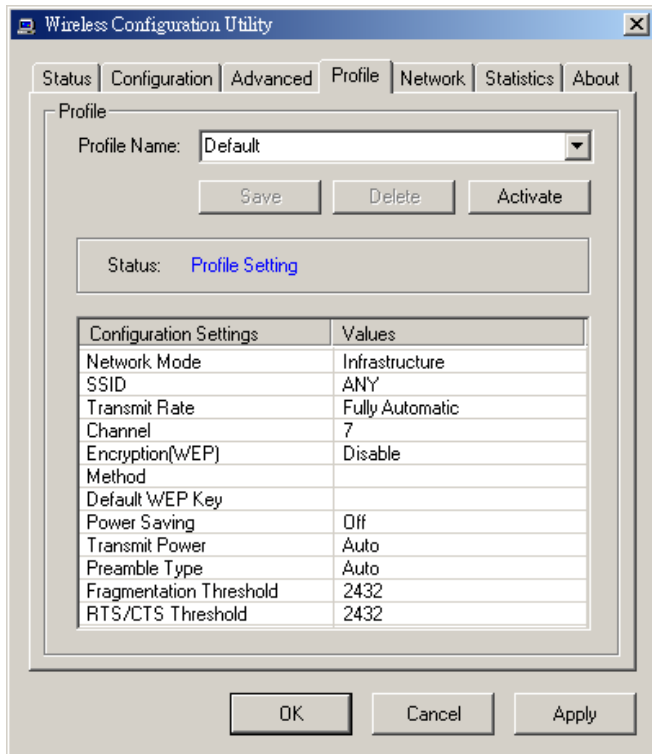 Wireless Configuration Utility
Status Configuration Advanced Profile Network Statistics About
Profile
Profile Name: Default
Save Delete Activate
Status: Profile Setting
Configuration Settings Values
Network Mode Infrastructure
SSID ANY
Transmit Rate Fully Automatic
Channel 7
Encryption(WEP) Disable
Method
Default WEP Key
Power Saving Off
Transmit Power Auto
Preamble Type Auto
Fragmentation Threshold 2432
RTS/CTS Threshold 2432
OK Cancel Apply